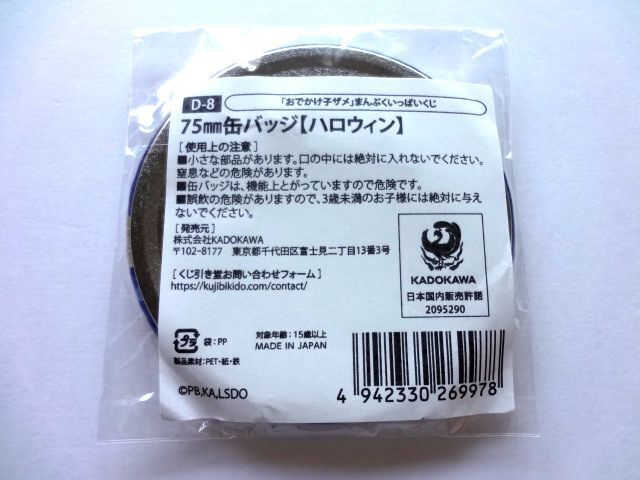 D-8 「おでかけ子ザメ」まんぷくいっぱいくじ
75mm缶バッジ【ハロウィン】
[使用上の注意]
■小さな部品があります。口の中には絶対に入れないでください。
窒息などの危険があります。
■缶バッジは、機能上とがっていますので危険です。
■誤飲の危険がありますので、3歳未満のお子様には絶対に与え
ないでください。
[発売元]
株式会社KADOKAWA
〒102-8177 東京都千代田区富士見二丁目13番3号
[くじ引き堂お問い合わせフォーム]
https://kujibikido.com/contact/
KADOKAWA
日本国内販売許諾
2095290
プラ 袋:PP
製品素材:PET・紙・鉄
対象年齢:15歳以上
MADE IN JAPAN
©PB,KA,LSDO
4 942330 269978